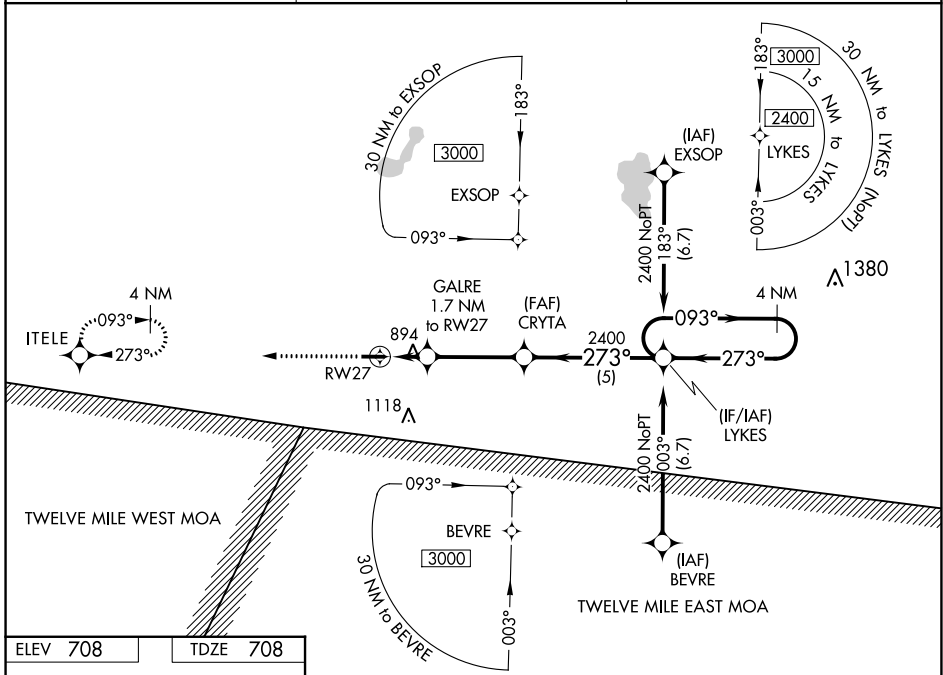 30 NM to EXSOP
183°
3000
EXSOP
093°
183°
3000
30 NM to LYKES (NoPT)
15 NM to LYKES
2400
LYKES
003°
(IAF)
EXSOP
2400 NoPT
183°
(6.7)
1380
4 NM
ITELE
093°
273°
GALRE
1.7 NM
to RW27
(FAF)
CRYTA
4 NM
093°
894
2400
273°
(5)
273°
RW27
(IF/IAF)
LYKES
1118
2400 NoPT
003°
(6.7)
093°
TWELVE MILE WEST MOA
BEVRE
3000
30 NM to BEVRE
003°
(IAF)
BEVRE
TWELVE MILE EAST MOA
ELEV 708
TDZE 708